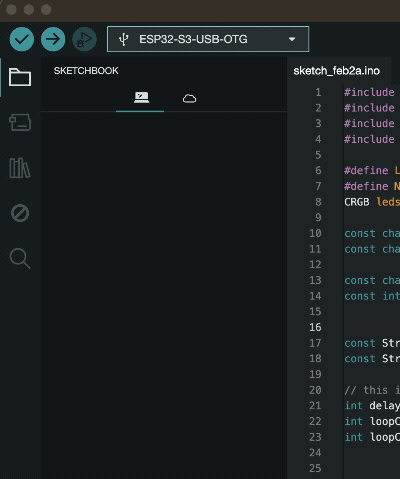 ESP32-S3-USB-OTG
SKETCHBOOK
sketch_feb2a.ino
1 #include
2 #include
3 #include
4 #include
5
6 #define L
7 #define N
8 CRGB leds
9
10 const cha
11 const cha
12
13 const cha
14 const int
15
16
17 const Str
18 const Str
19
20 // this i
21 int delay
22 int loopC
23 int loopC
24
25